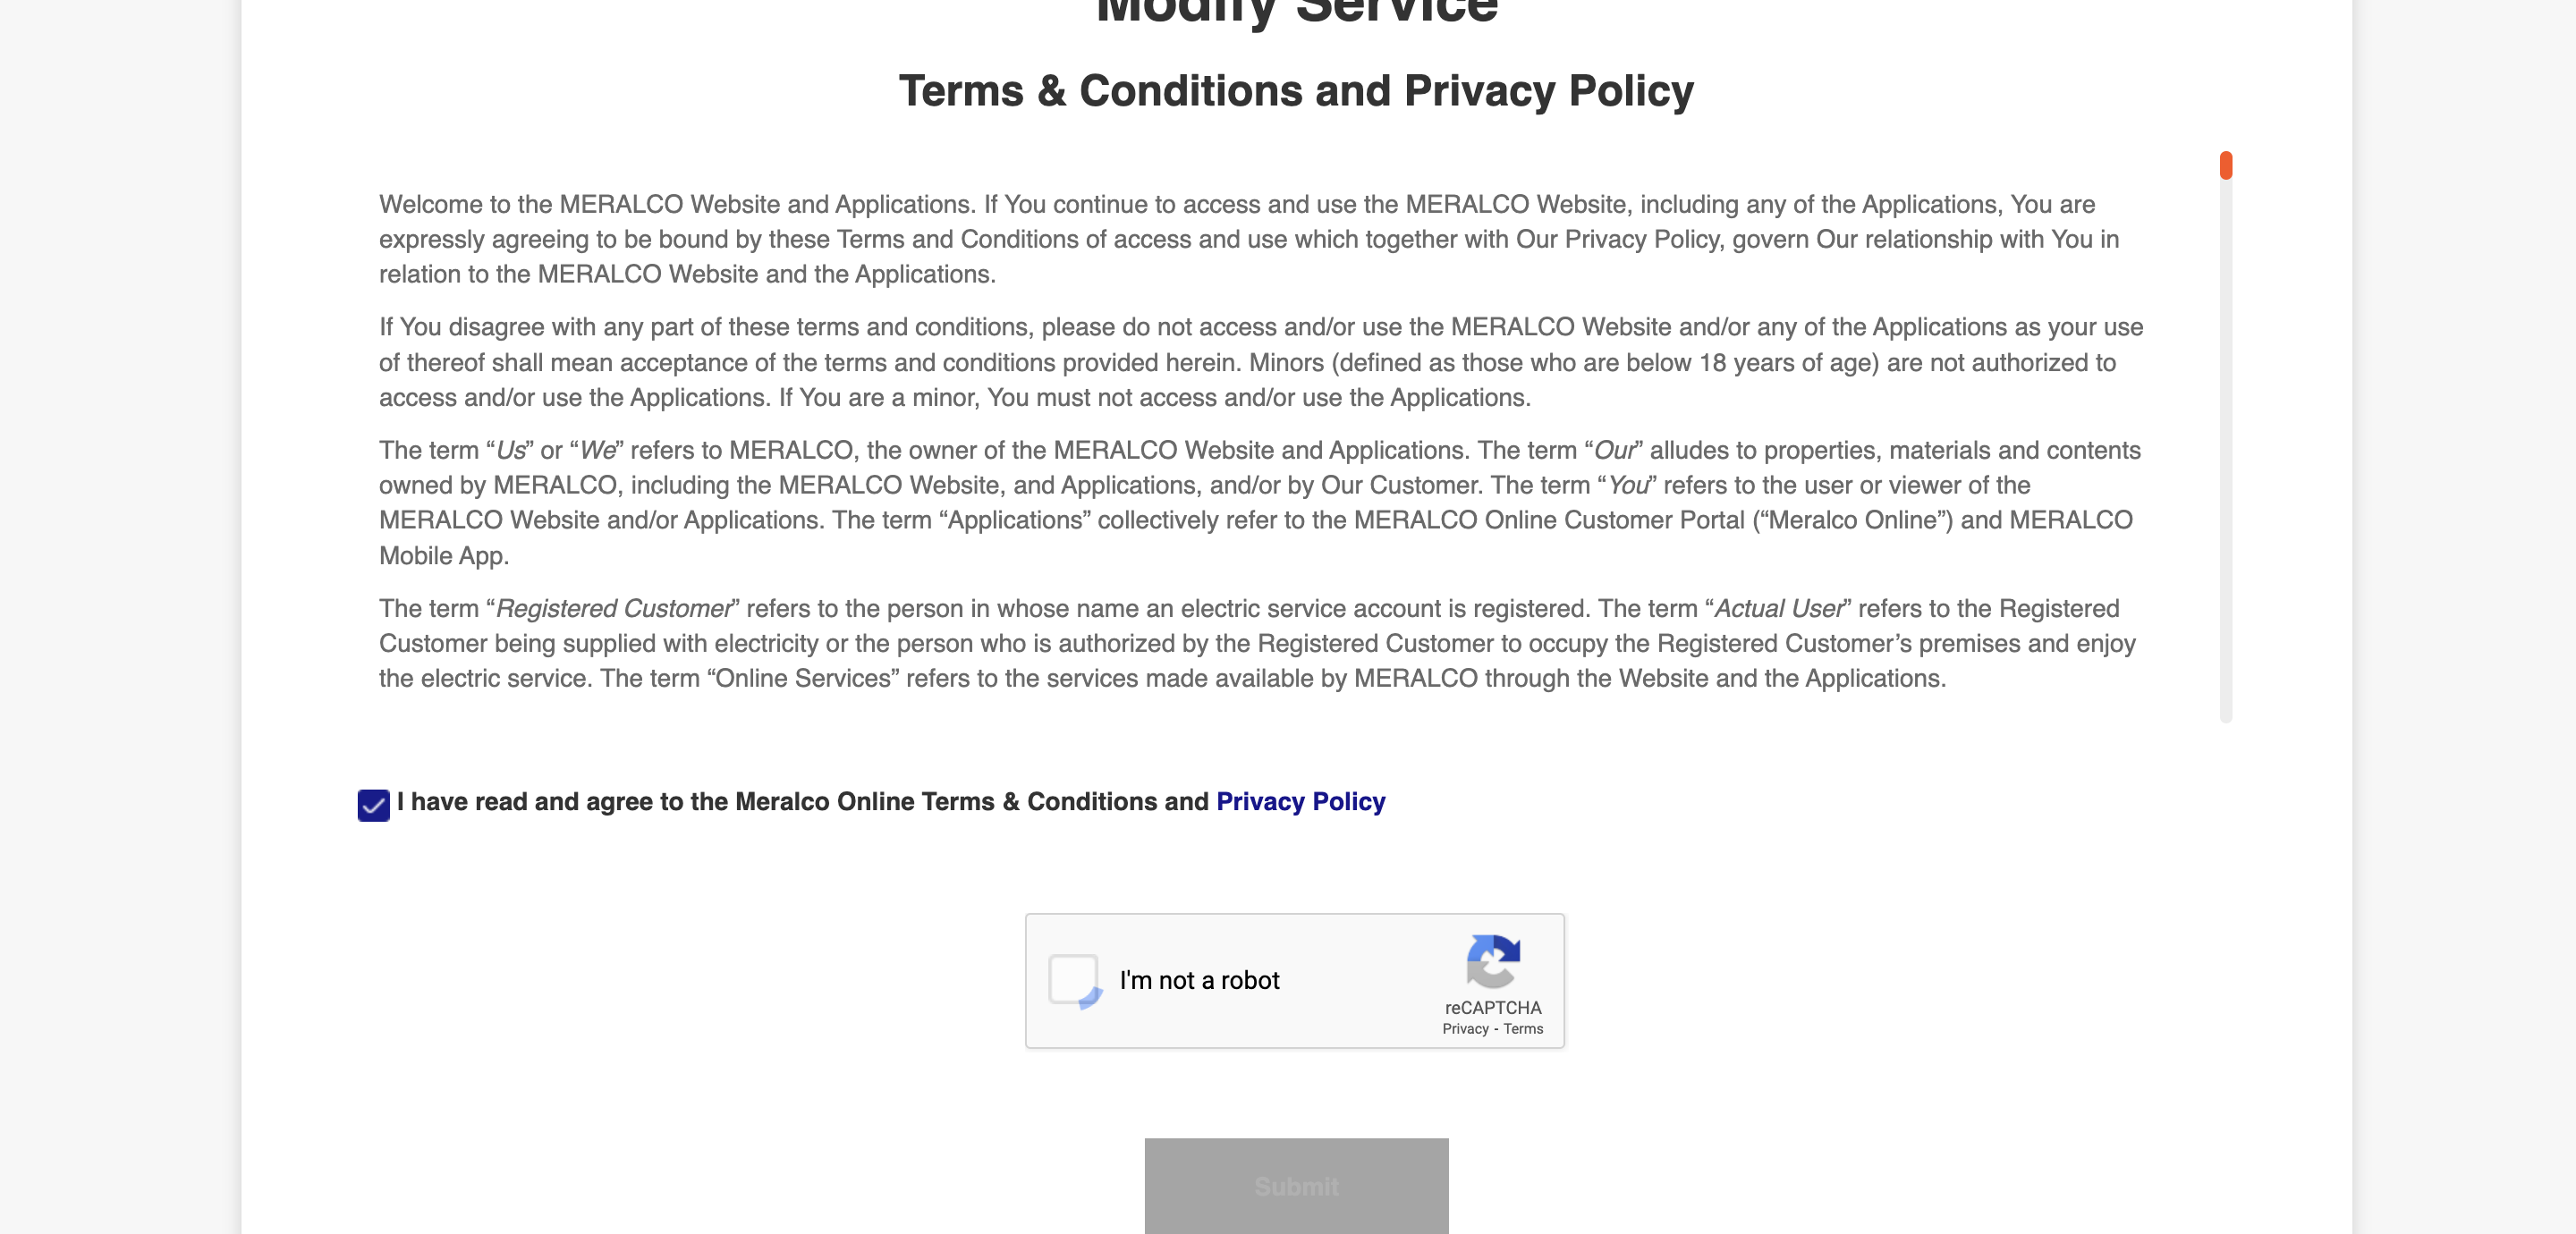 Modify Service
Terms & Conditions and Privacy Policy
Welcome to the MERALCO Website and Applications. If You continue to access and use the MERALCO Website, including any of the Applications, You are
expressly agreeing to be bound by these Terms and Conditions of access and use which together with Our Privacy Policy, govern Our relationship with You in
relation to the MERALCO Website and the Applications.
If You disagree with any part of these terms and conditions, please do not access and/or use the MERALCO Website and/or any of the Applications as your use
of thereof shall mean acceptance of the terms and conditions provided herein. Minors (defined as those who are below 18 years of age) are not authorized to
access and/or use the Applications. If You are a minor, You must not access and/or use the Applications.
The term “Us” or “We” refers to MERALCO, the owner of the MERALCO Website and Applications. The term “Our” alludes to properties, materials and contents
owned by MERALCO, including the MERALCO Website, and Applications, and/or by Our Customer. The term “You” refers to the user or viewer of the
MERALCO Website and/or Applications. The term “Applications” collectively refer to the MERALCO Online Customer Portal (“Meralco Online”) and MERALCO
Mobile App.
The term “Registered Customer” refers to the person in whose name an electric service account is registered. The term “Actual User” refers to the Registered
Customer being supplied with electricity or the person who is authorized by the Registered Customer to occupy the Registered Customer’s premises and enjoy
the electric service. The term “Online Services” refers to the services made available by MERALCO through the Website and the Applications.
I have read and agree to the Meralco Online Terms & Conditions and Privacy Policy
I'm not a robot
reCAPTCHA
Privacy - Terms
Submit